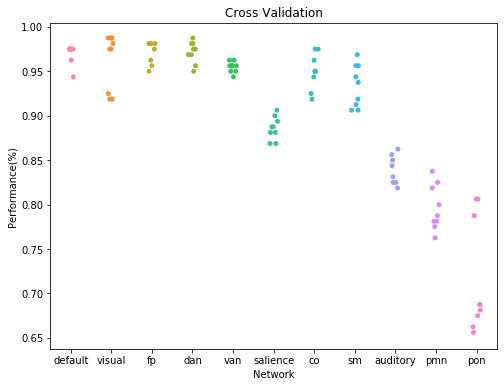 Cross Validation
1.00
0.95
0.90
0.85
0.80
0.75
0.70
0.65
Performance(%)
default visual fp dan van salience co sm auditory pmn pon
Network